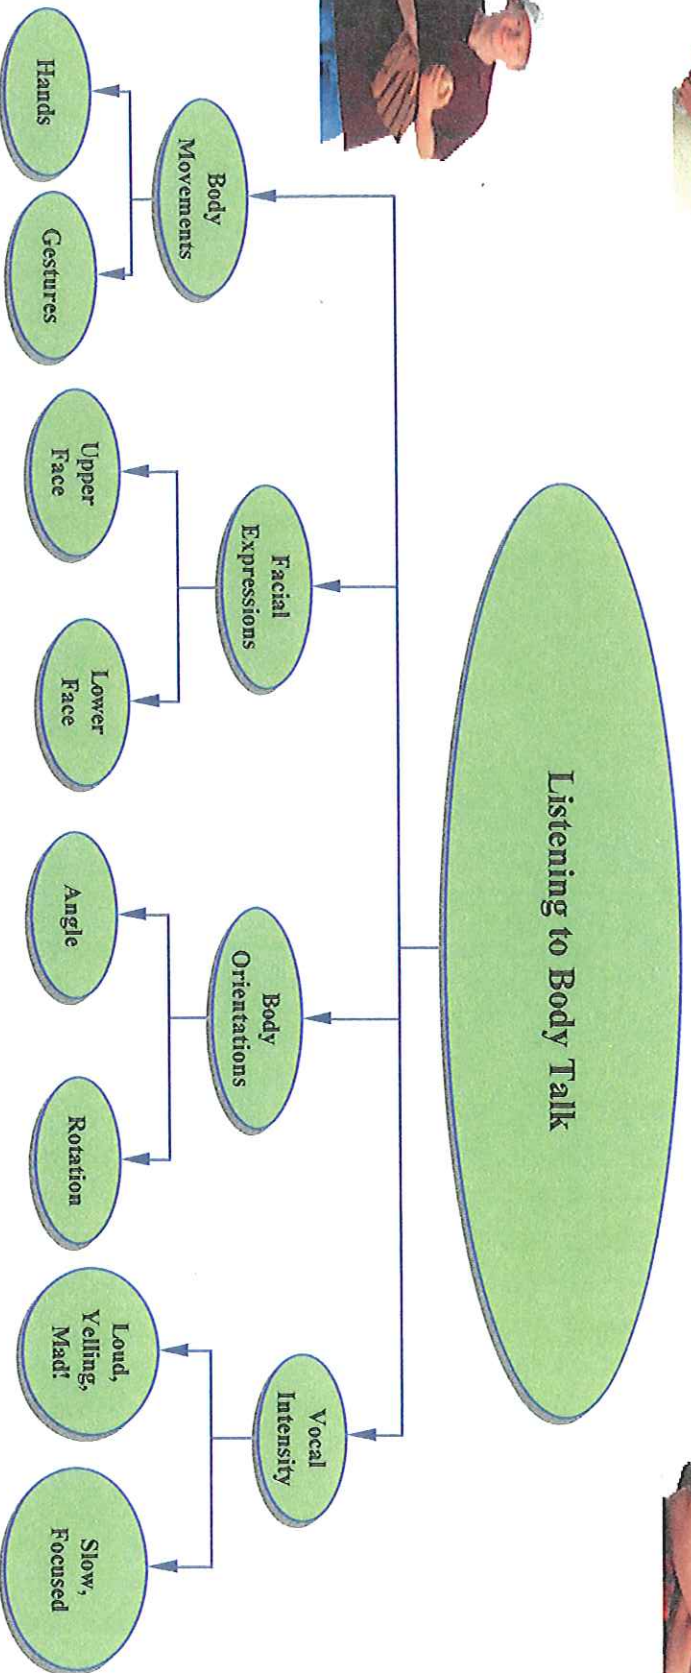 Listening to Body Talk
Body
Movements
Facial
Expressions
Body
Orientations
Vocal
Intensity
Hands
Gestures
Upper
Face
Lower
Face
Angle
Rotation
Loud,
Yelling,
Mad!
Slow,
Focused